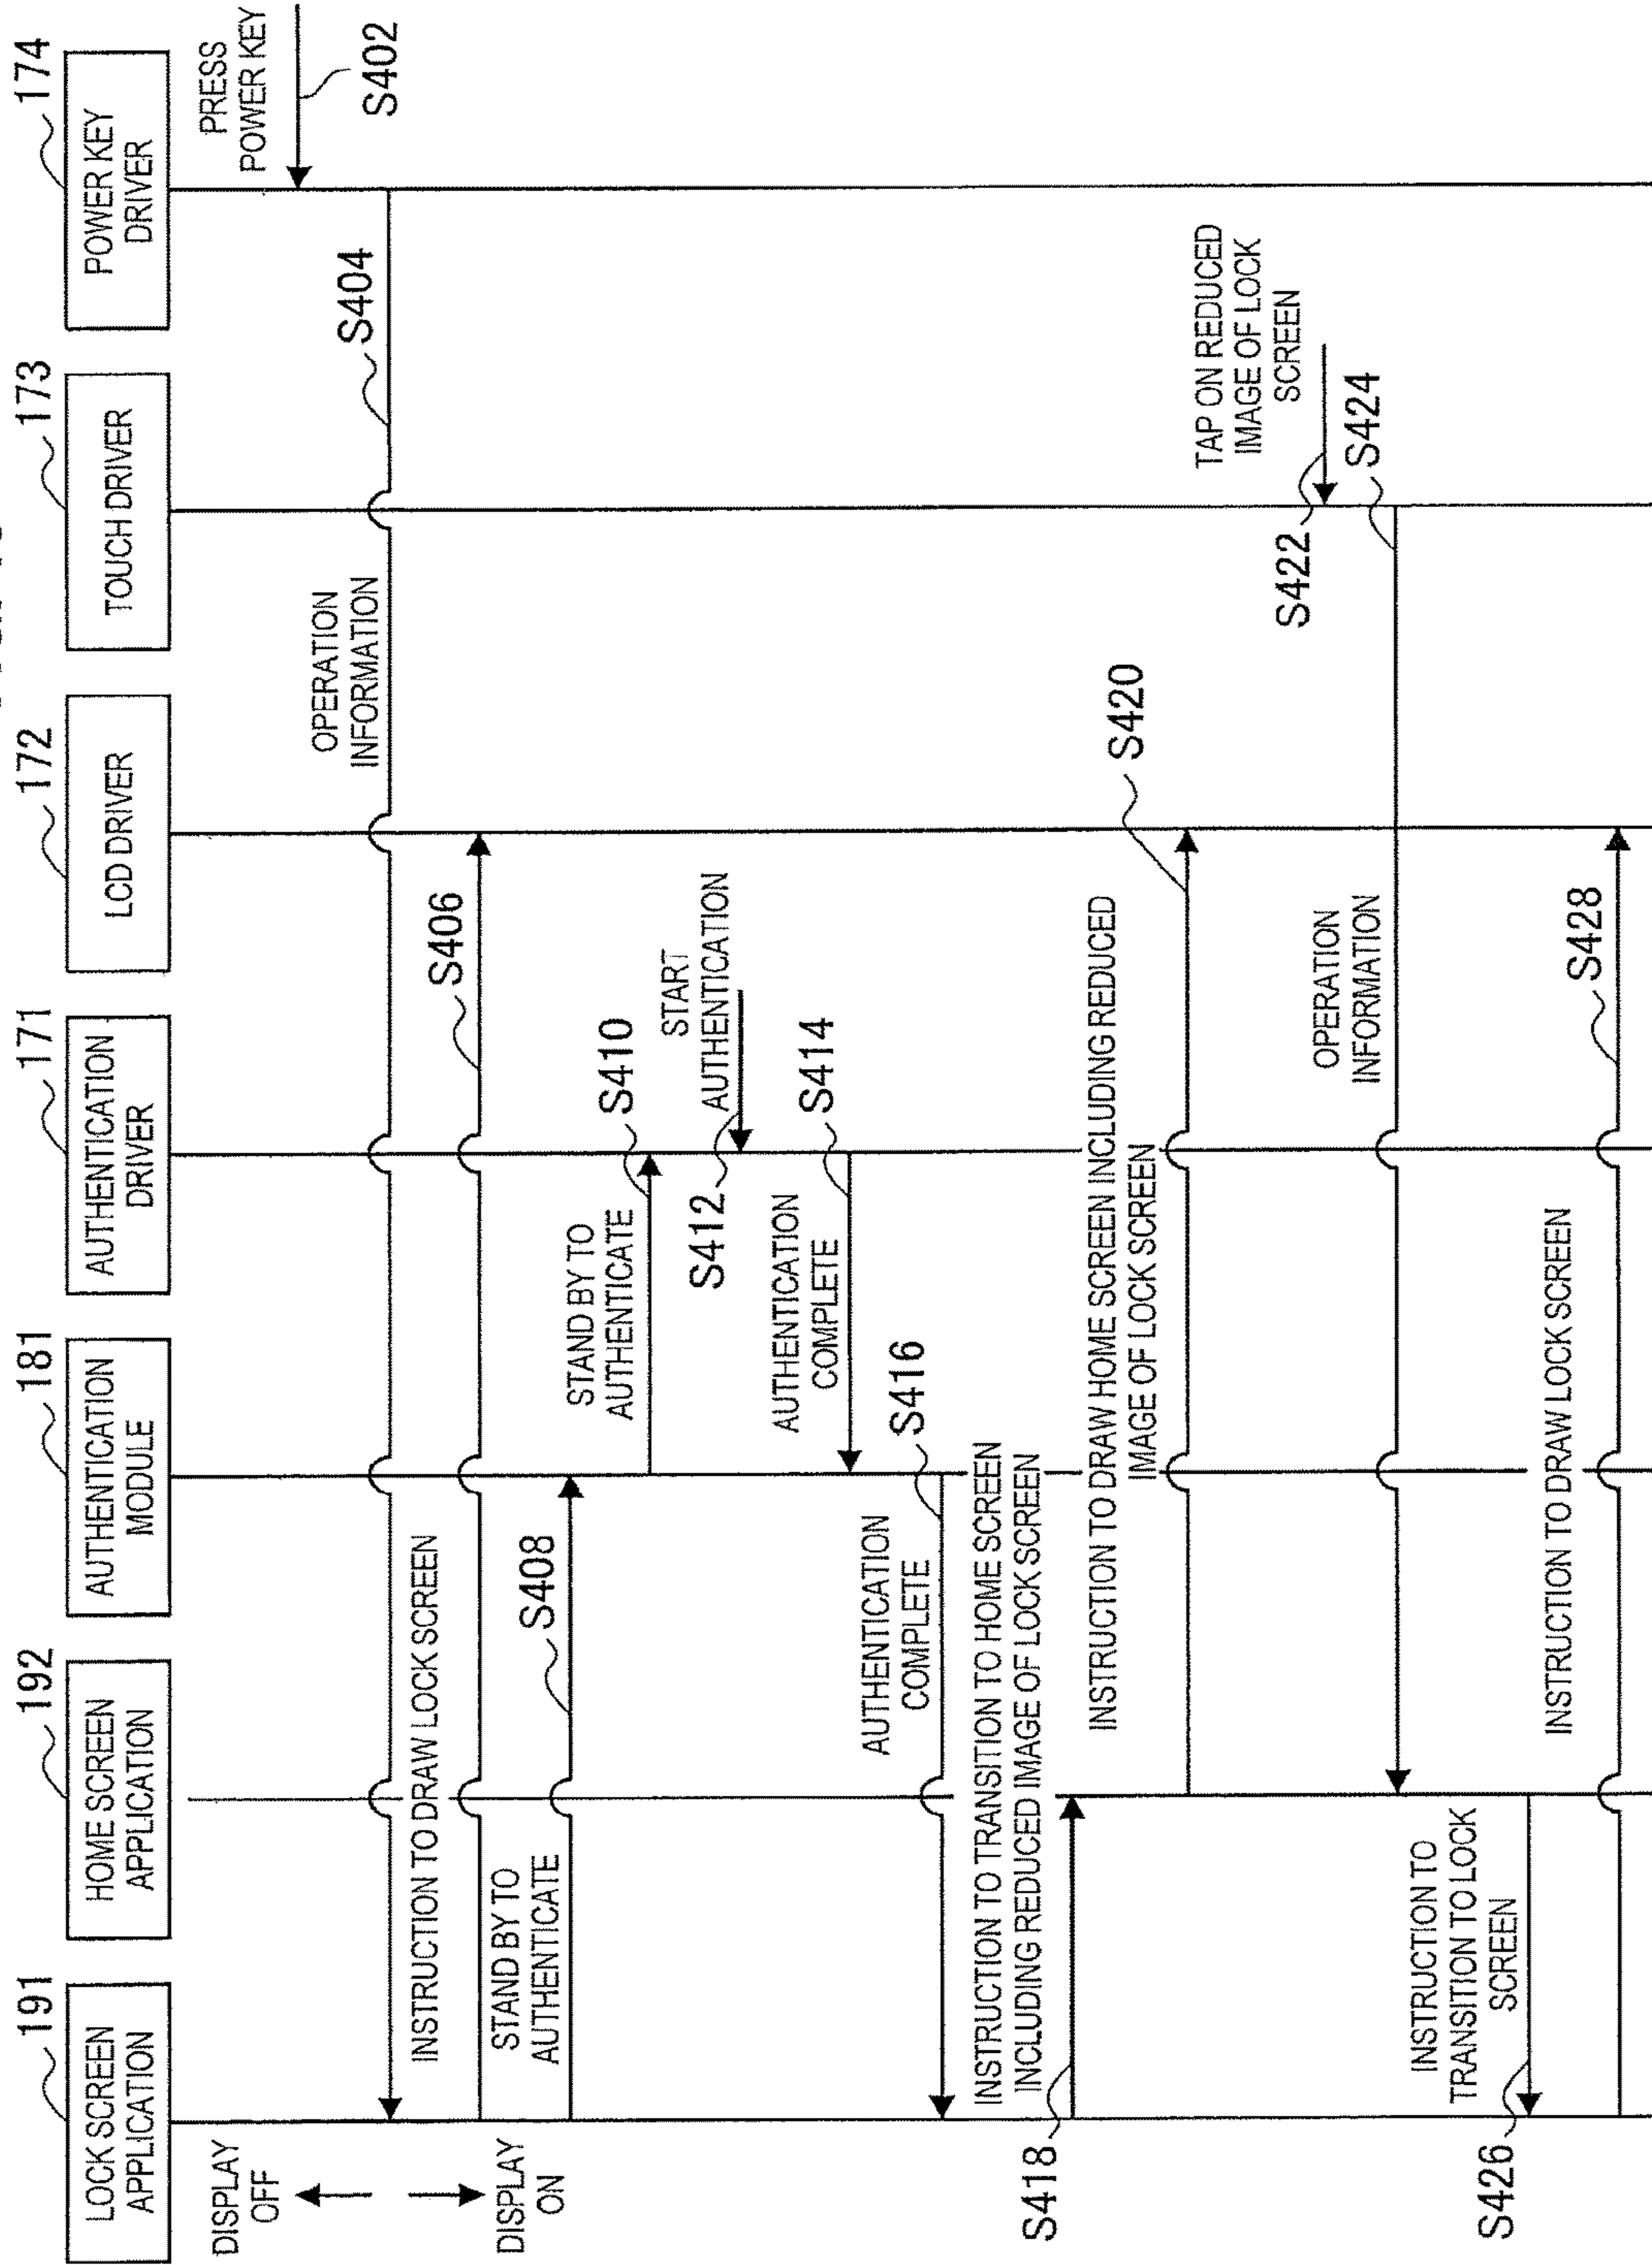 191
LOCK SCREEN
APPLICATION
192
HOME SCREEN
APPLICATION
181
AUTHENTICATION
MODULE
171
AUTHENTICATION
DRIVER
172
LCD DRIVER
173
TOUCH DRIVER
174
POWER KEY
DRIVER
DISPLAY
OFF
DISPLAY
ON
PRESS
POWER KEY
S402
S404
OPERATION
INFORMATION
INSTRUCTION TO DRAW LOCK SCREEN
S406
STAND BY TO
AUTHENTICATE
S408
STAND BY TO
AUTHENTICATE
S410
START
AUTHENTICATION
S412
AUTHENTICATION
COMPLETE
S414
AUTHENTICATION
COMPLETE
S416
INSTRUCTION TO TRANSITION TO HOME SCREEN
INCLUDING REDUCED IMAGE OF LOCK SCREEN
S418
INSTRUCTION TO DRAW HOME SCREEN INCLUDING REDUCED
IMAGE OF LOCK SCREEN
S420
TAP ON REDUCED
IMAGE OF LOCK
SCREEN
S422
S424
OPERATION
INFORMATION
INSTRUCTION TO
TRANSITION TO LOCK
SCREEN
S426
INSTRUCTION TO DRAW LOCK SCREEN
S428